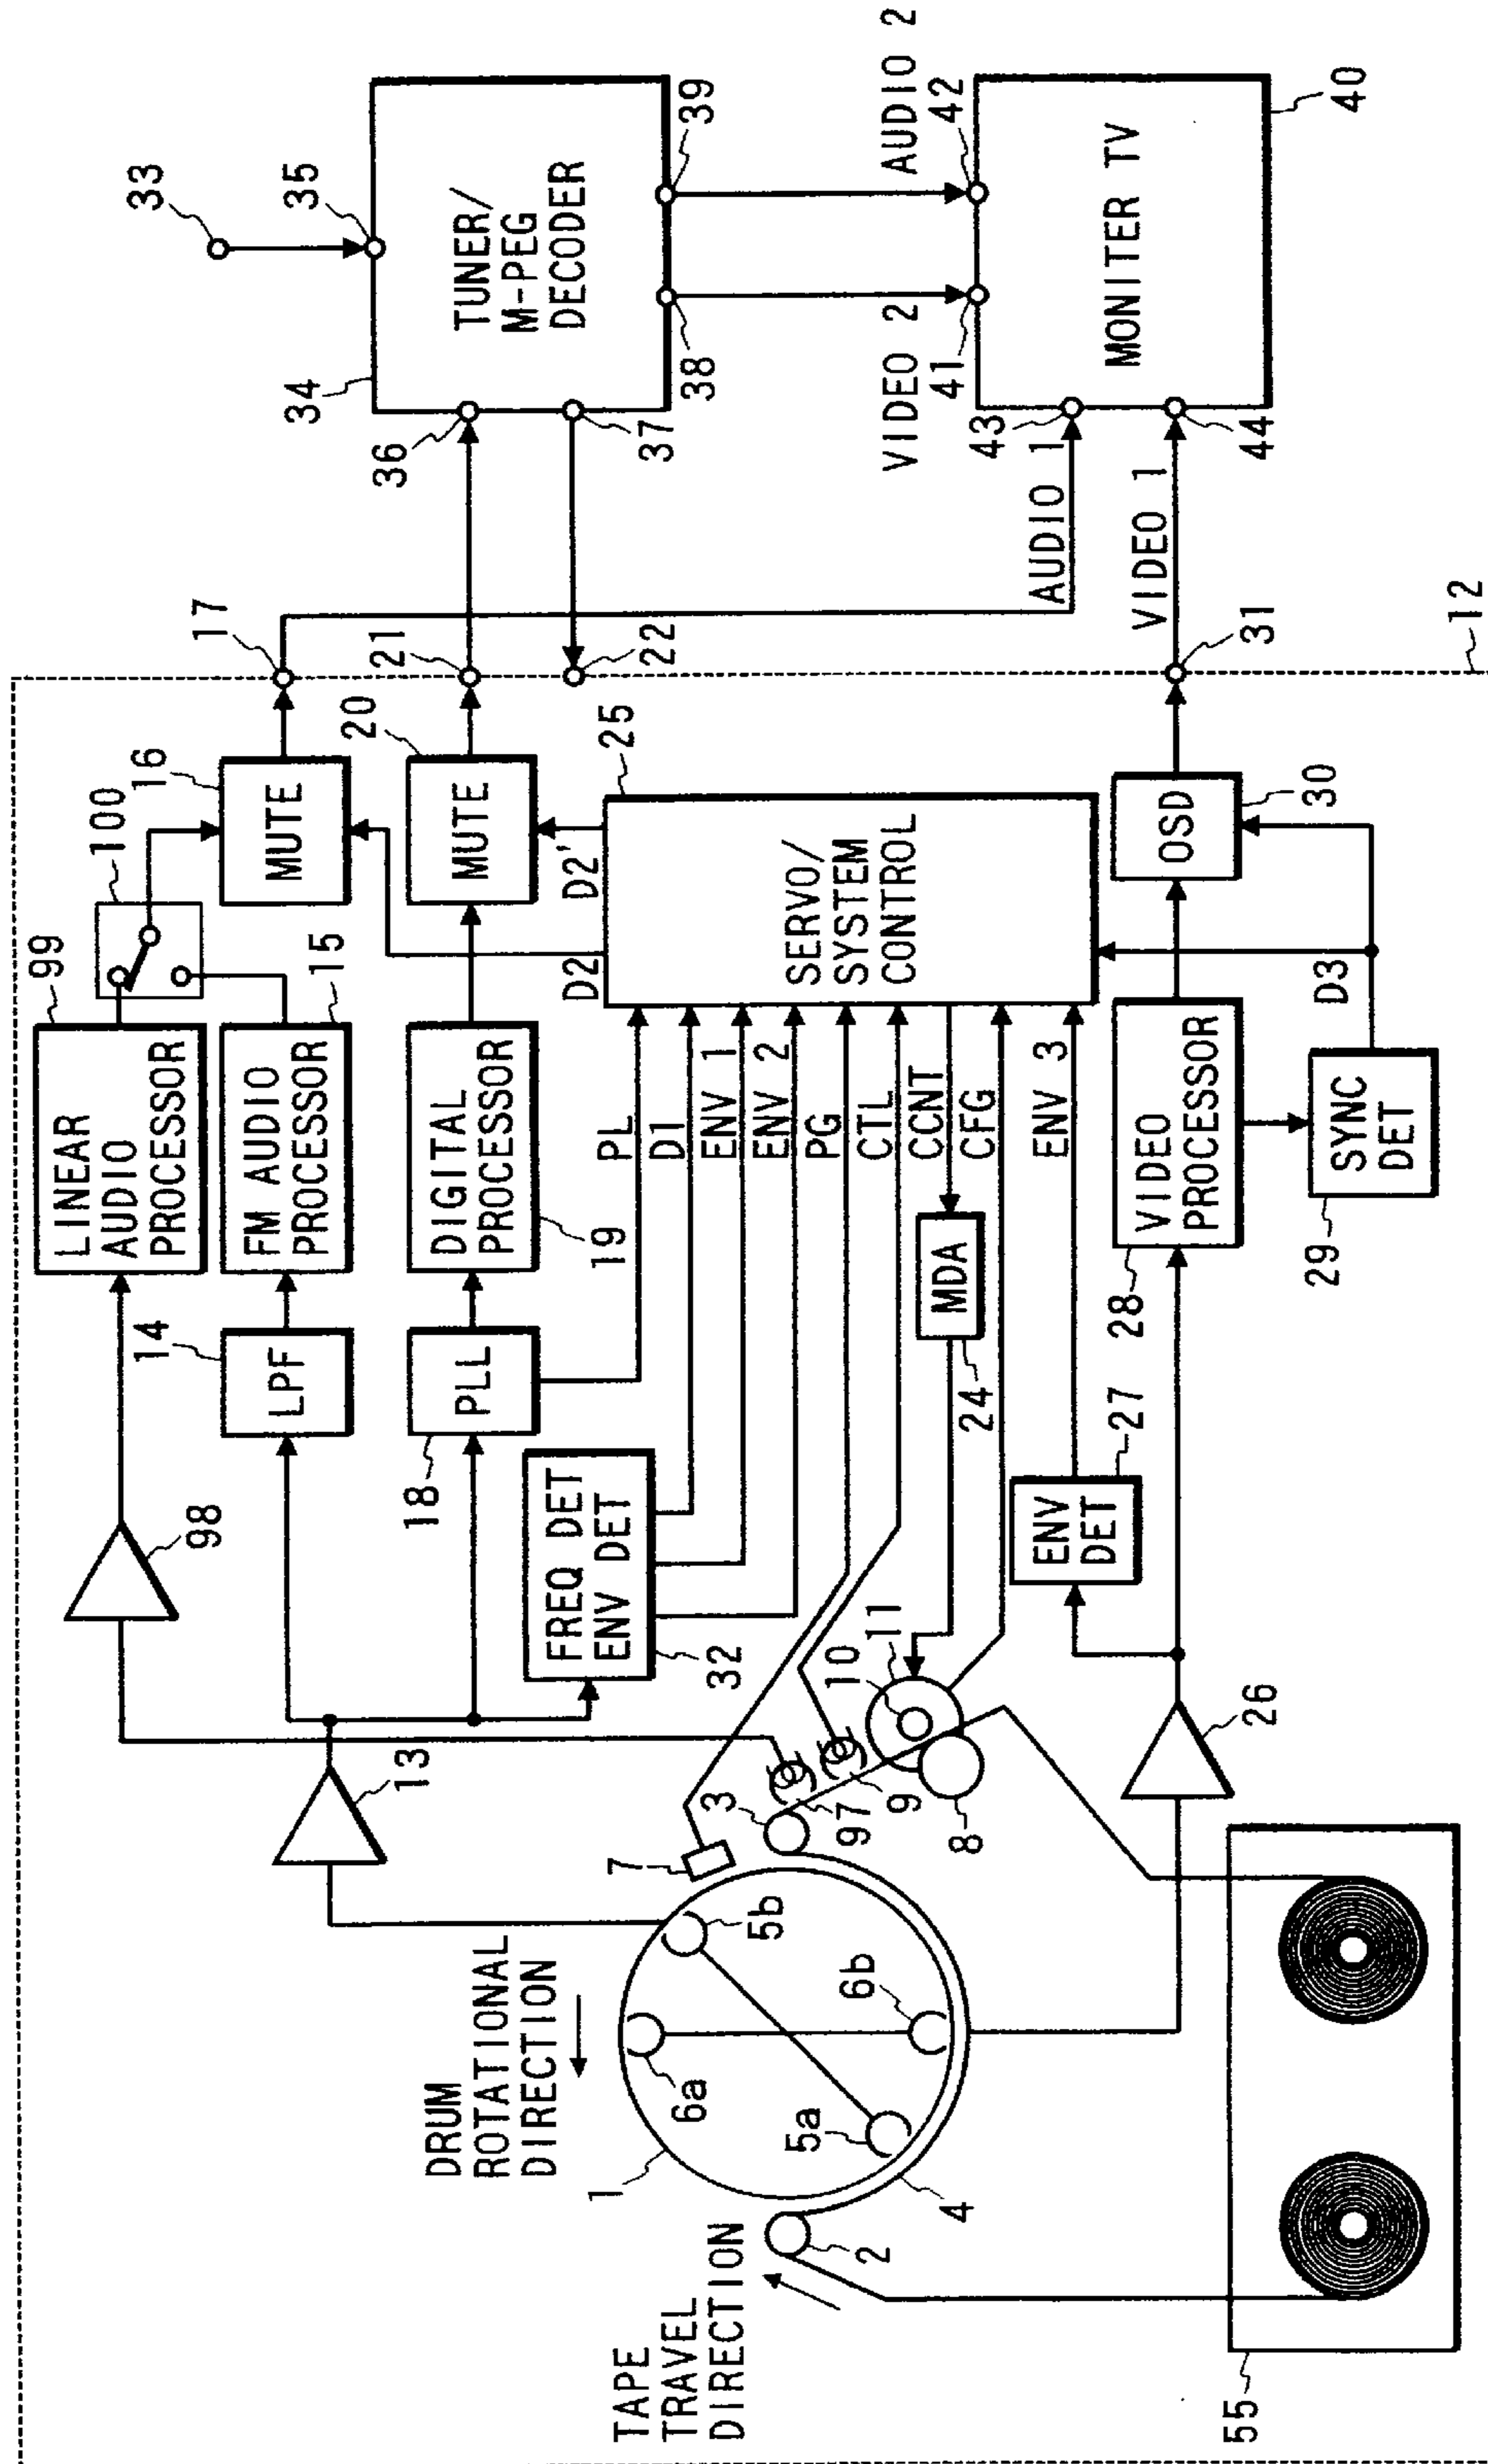 33
35
34
TUNER/
M-PEG
DECODER
36
37
38
39
VIDEO 2
AUDIO 2
41
42
MONITER TV
40
43
44
AUDIO 1
VIDEO 1
17
21
22
31
12
99
LINEAR
AUDIO
PROCESSOR
100
16
MUTE
20
MUTE
25
15
FM AUDIO
PROCESSOR
14
LPF
DIGITAL
PROCESSOR
19
18
PLL
98
13
FREQ DET
ENV DET
32
D2
D2'
SERVO/
SYSTEM
CONTROL
PL
D1
ENV 1
ENV 2
PG
CTL
CCNT
CFG
ENV 3
MDA
24
OSD
30
D3
VIDEO
PROCESSOR
28
SYNC
DET
29
ENV
DET
27
26
11
10
9
97
8
3
7
DRUM
ROTATIONAL
DIRECTION
1
5b
6a
6b
5a
4
2
TAPE
TRAVEL
DIRECTION
55